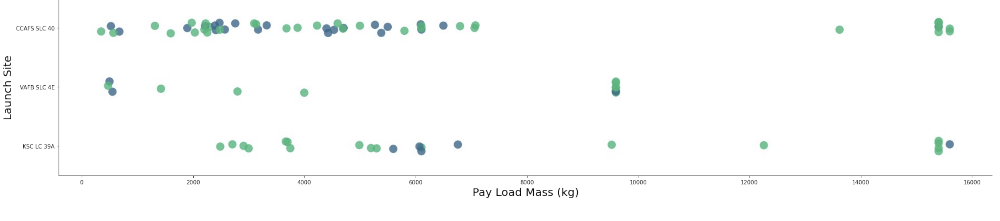 CCAFS SLC 40
VAFB SLC 4E
KSC LC 39A
Launch Site
0 2000 4000 6000 8000 10000 12000 14000 16000
Pay Load Mass (kg)